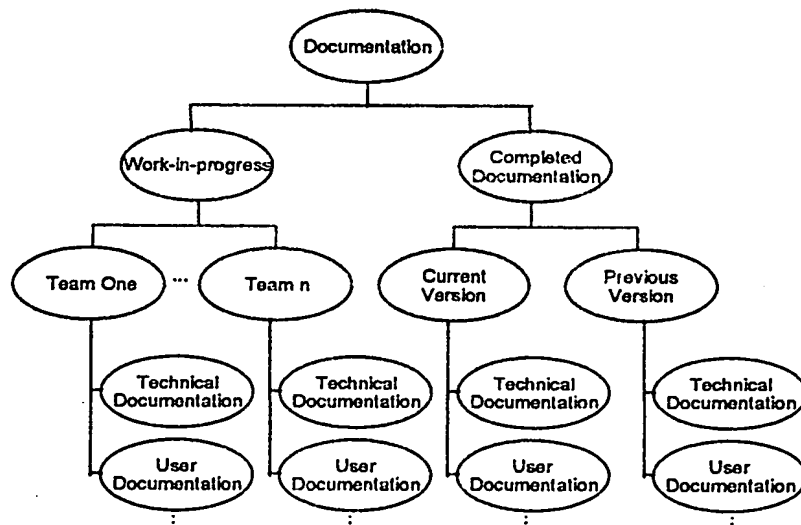 Documentation
Work-in-progress
Completed
Documentation
Team One
...
Team n
Current
Version
Previous
Version
Technical
Documentation
Technical
Documentation
Technical
Documentation
Technical
Documentation
User
Documentation
User
Documentation
User
Documentation
User
Documentation